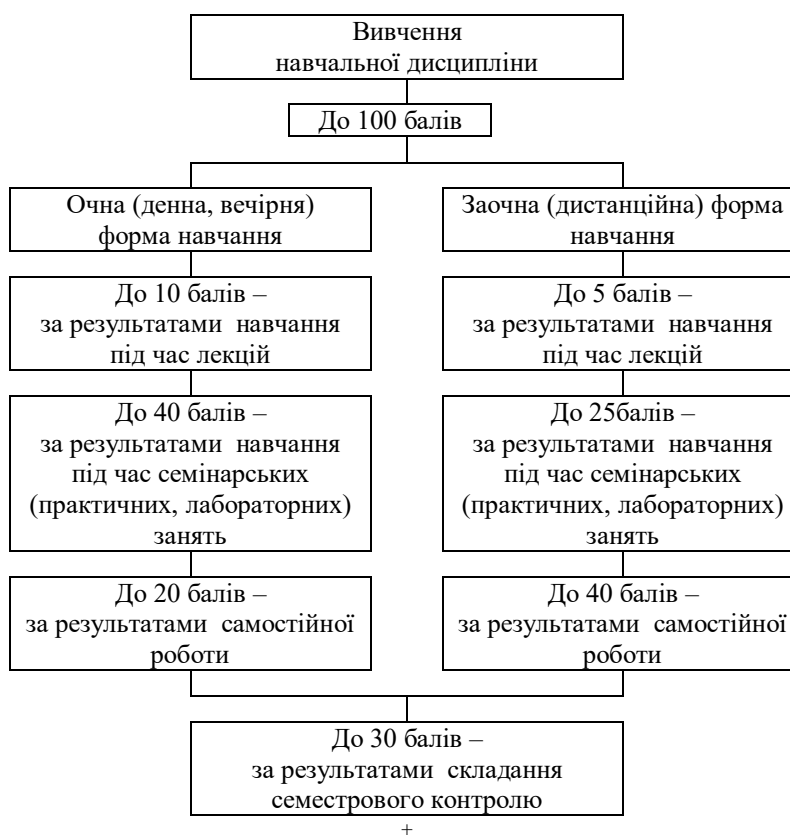 Вивчення
навчальної дисципліни
До 100 балів
Очна (денна, вечірня)
форма навчання
До 10 балів –
за результатами навчання
під час лекцій
До 40 балів –
за результатами навчання
під час семінарських
(практичних, лабораторних)
занять
До 20 балів –
за результатами самостійної
роботи
Заочна (дистанційна) форма
навчання
До 5 балів –
за результатами навчання
під час лекцій
До 25балів –
за результатами навчання
під час семінарських
(практичних, лабораторних)
занять
До 40 балів –
за результатами самостійної
роботи
До 30 балів –
за результатами складання
семестрового контролю
+